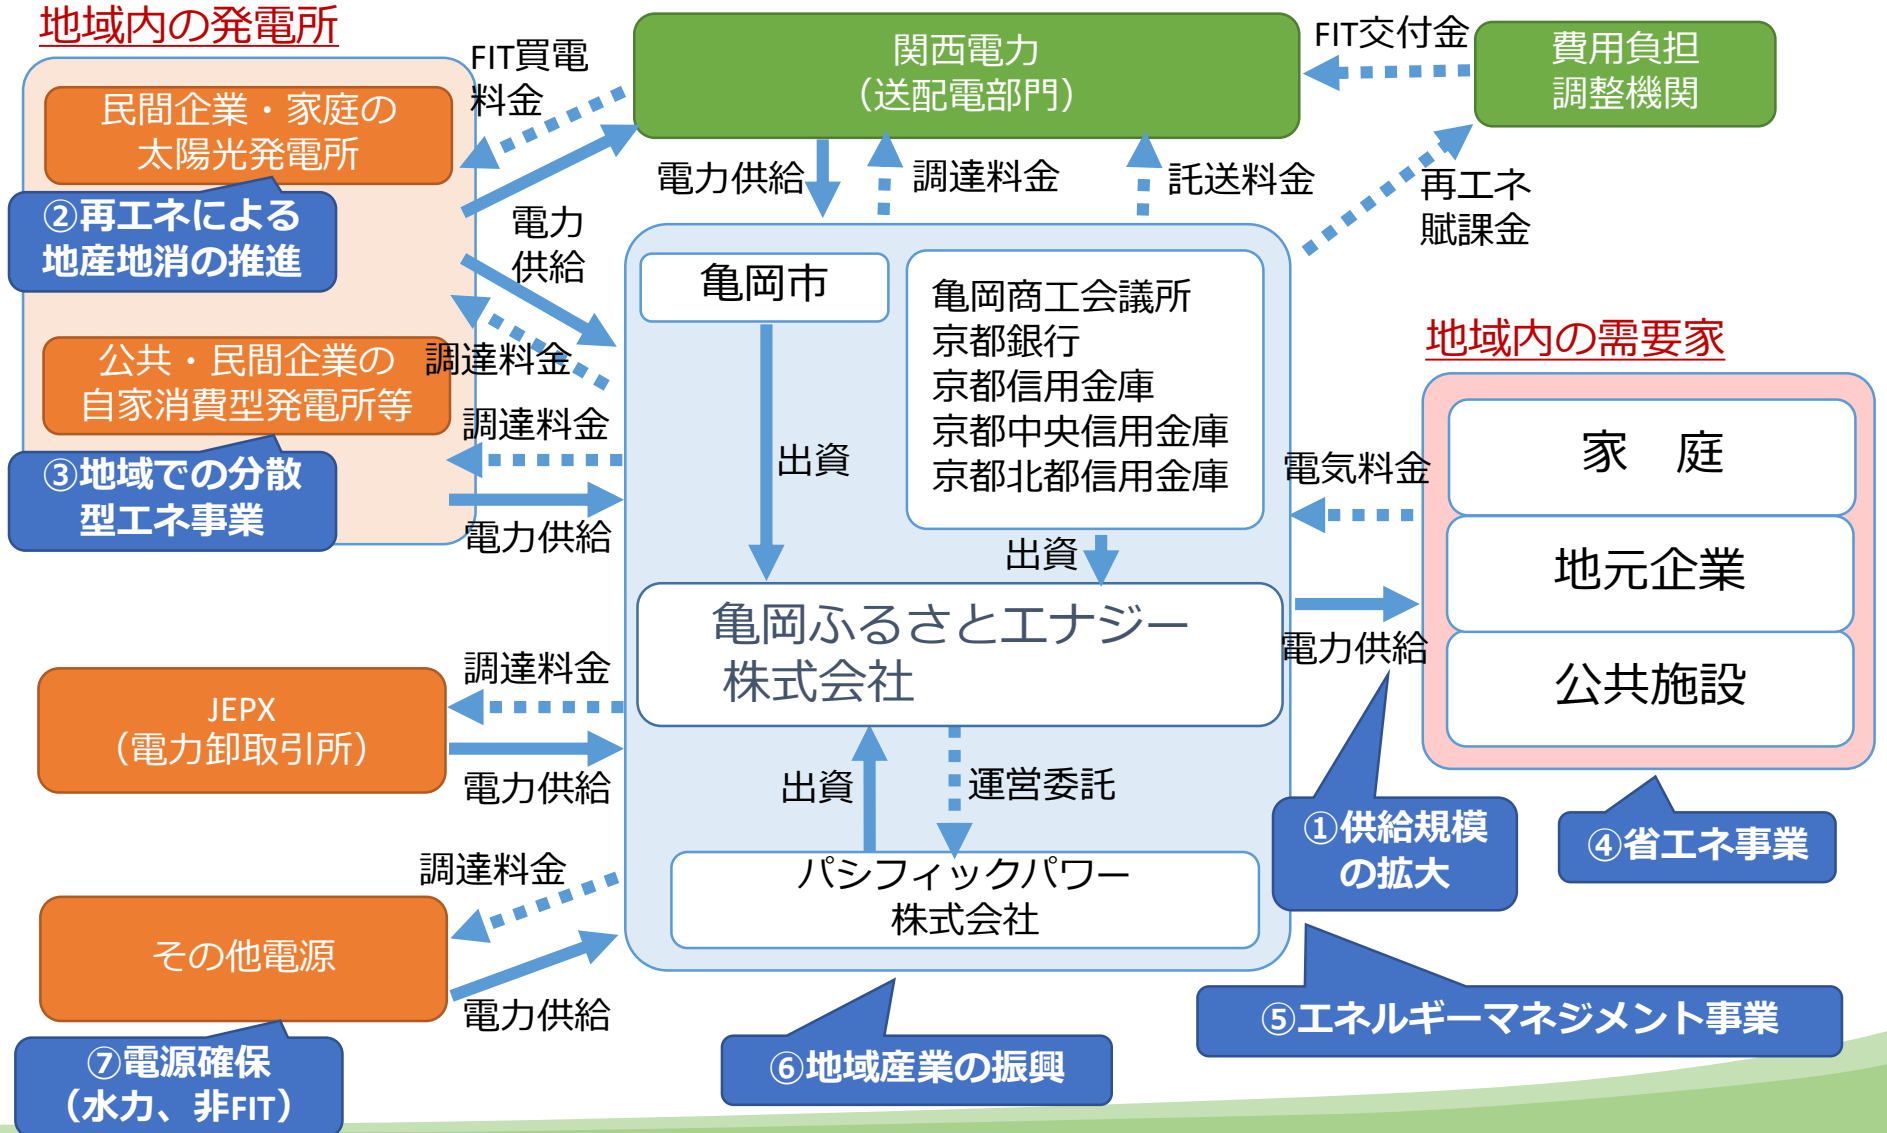 地域内の発電所
民間企業・家庭の
太陽光発電所
②再エネによる
地産地消の推進
公共・民間企業の
自家消費型発電所等
③地域での分散
型エネ事業
JEPX
（電力卸取引所）
その他電源
⑦電源確保
（水力、非FIT）
FIT買電
料金
電力
供給
調達料金
調達料金
電力供給
調達料金
電力供給
調達料金
電力供給
関西電力
（送配電部門）
FIT交付金
費用負担
調整機関
電力供給
調達料金
託送料金
再エネ
賦課金
亀岡市
亀岡商工会議所
京都銀行
京都信用金庫
京都中央信用金庫
京都北都信用金庫
出資
出資
亀岡ふるさとエナジー
株式会社
出資
運営委託
パシフィックパワー
株式会社
地域内の需要家
家　庭
地元企業
公共施設
電気料金
電力供給
①供給規模
の拡大
④省エネ事業
⑤エネルギーマネジメント事業
⑥地域産業の振興